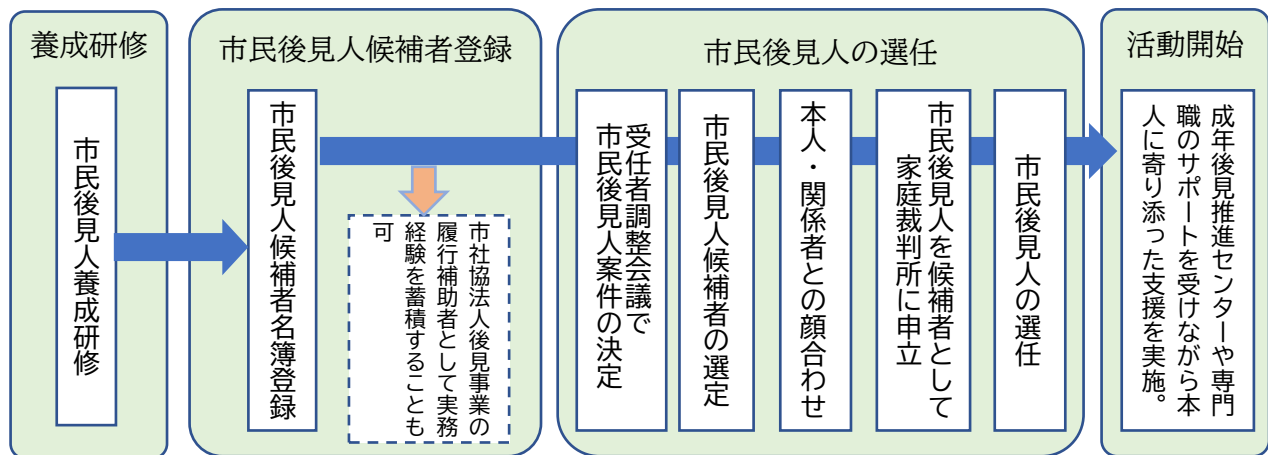 養成研修
市民後見人養成研修
市民後見人候補者登録
市民後見人候補者名簿登録
市社協法人後見事業の
履行補助者として実務
経験を蓄積することも
可
市民後見人の選任
受任者調整会議で
市民後見人案件の決定
市民後見人候補者の選定
本人・関係者との顔合わせ
市民後見人を候補者として
家庭裁判所に申立
市民後見人の選任
活動開始
成年後見推進センターや専門
職のサポートを受けながら本
人に寄り添った支援を実施。